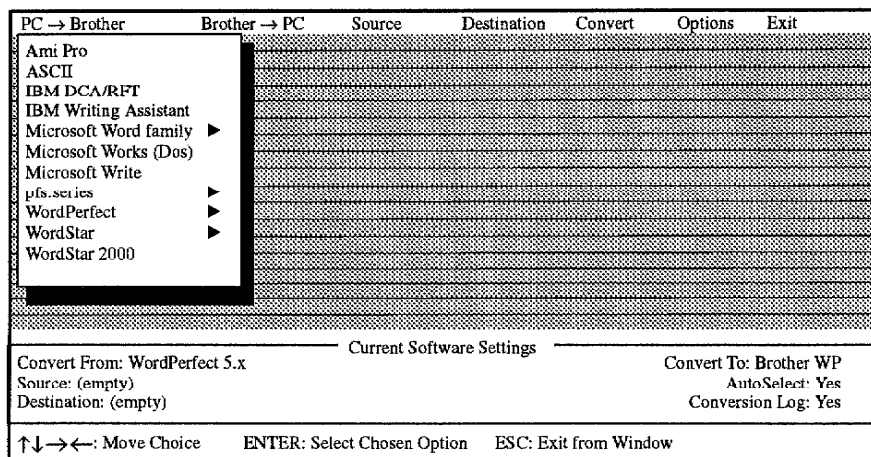 PC → Brother Brother → PC Source Destination Convert Options Exit
Ami Pro
ASCII
IBM DCA/RFT
IBM Writing Assistant
Microsoft Word family ►
Microsoft Works (Dos)
Microsoft Write
pfs.series ►
WordPerfect ►
WordStar ►
WordStar 2000
Current Software Settings
Convert From: WordPerfect 5.x Convert To: Brother WP
Source: (empty) AutoSelect: Yes
Destination: (empty) Conversion Log: Yes
↑↓→←: Move Choice ENTER: Select Chosen Option ESC: Exit from Window